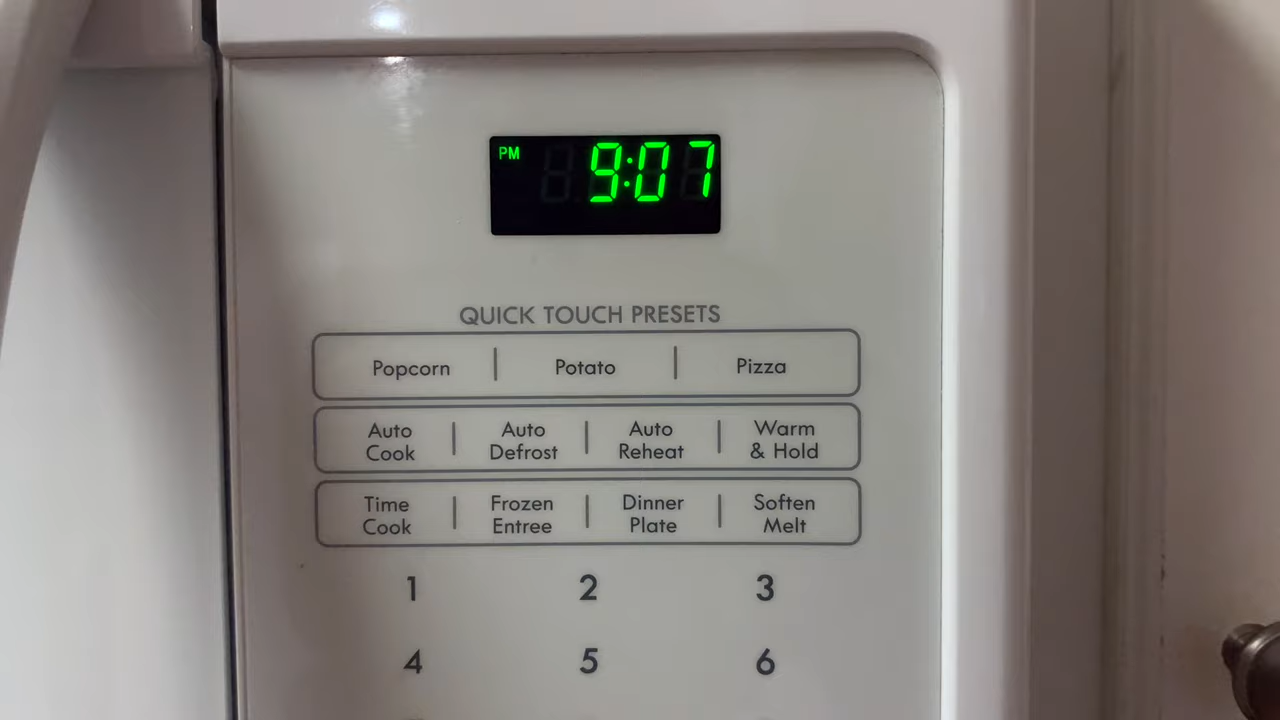 PM 9:07
QUICK TOUCH PRESETS
Popcorn | Potato | Pizza
Auto Cook | Auto Defrost | Auto Reheat | Warm & Hold
Time Cook | Frozen Entree | Dinner Plate | Soften Melt
1 2 3
4 5 6